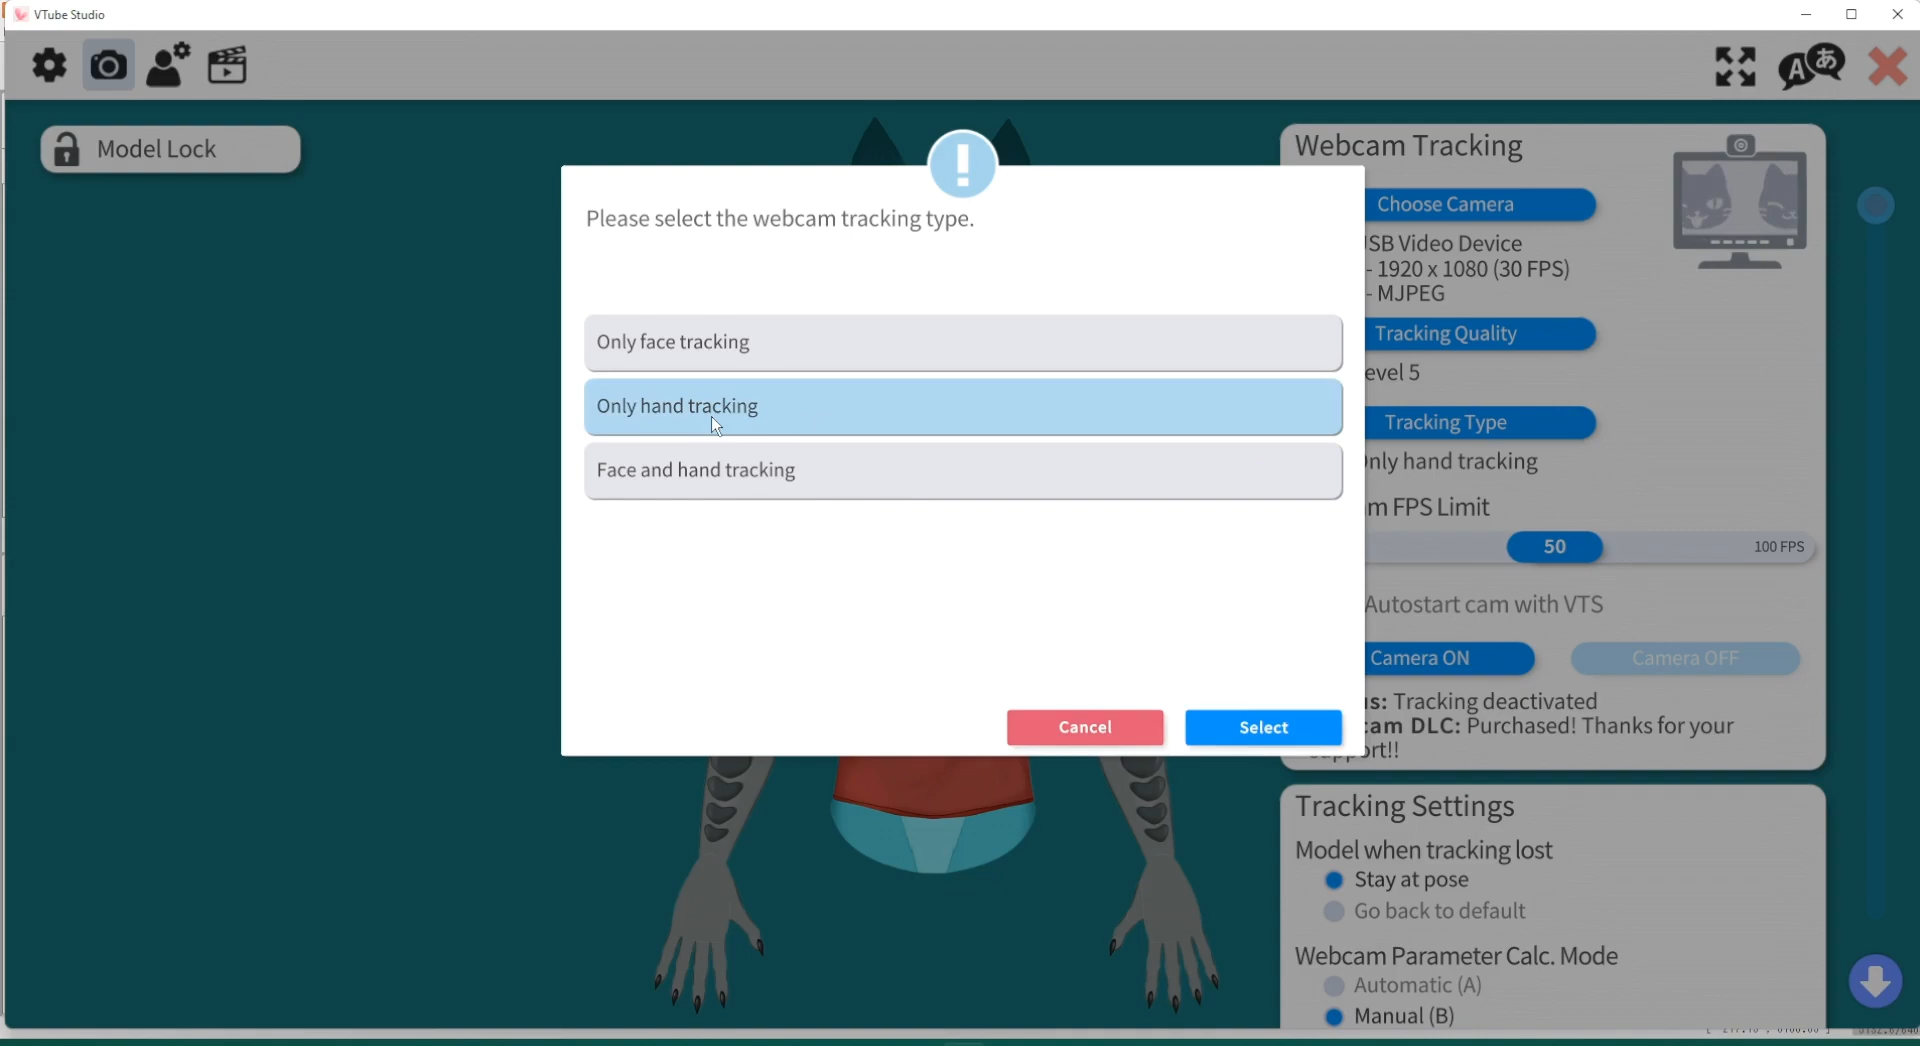 VTube Studio
Model Lock
Please select the webcam tracking type.
Only face tracking
Only hand tracking
Face and hand tracking
Cancel
Select
Webcam Tracking
Choose Camera
SB Video Device
- 1920 x 1080 (30 FPS)
- MJPEG
Tracking Quality
evel 5
Tracking Type
nly hand tracking
m FPS Limit
50
100 FPS
Autostart cam with VTS
Camera ON
Camera OFF
us: Tracking deactivated
cam DLC: Purchased! Thanks for your
support!!
Tracking Settings
Model when tracking lost
Stay at pose
Go back to default
Webcam Parameter Calc. Mode
Automatic (A)
Manual (B)